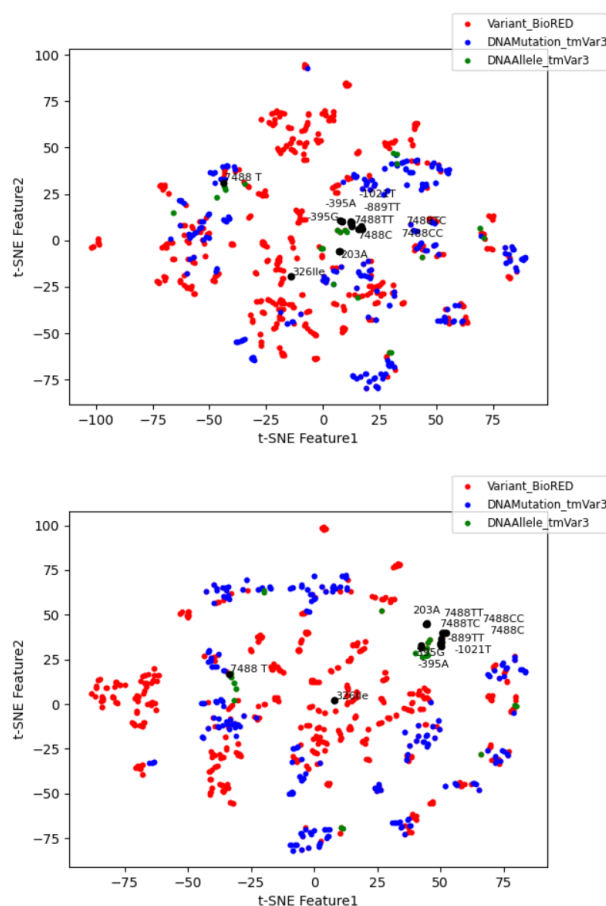 Variant_BioRED
DNAMutation_tmVar3
DNAAllele_tmVar3
100
75
50
25
0
−25
−50
−75
t-SNE Feature2
7488 T
-1021T
-395A
-889TT
-395G
7488TT
7488TC
7488C
7488CC
203A
326Ile
−100
−75
−50
−25
0
25
50
75
t-SNE Feature1
Variant_BioRED
DNAMutation_tmVar3
DNAAllele_tmVar3
100
75
50
25
0
−25
−50
−75
t-SNE Feature2
203A
7488TT
7488CC
7488TC
7488C
-889TT
-1021T
-395A
7488 T
−75
−50
−25
0
25
50
75
t-SNE Feature1